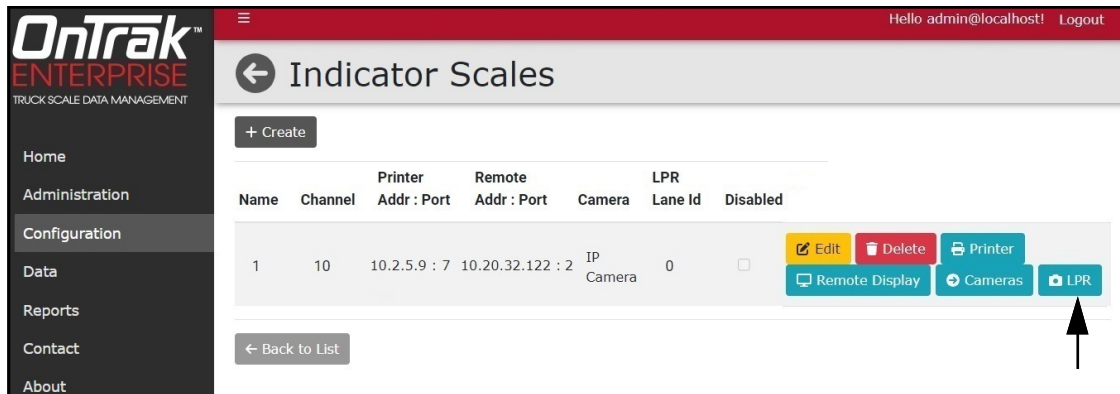 OnTrak™
ENTERPRISE
TRUCK SCALE DATA MANAGEMENT
Home
Administration
Configuration
Data
Reports
Contact
About
Hello admin@localhost! Logout
Indicator Scales
+ Create
Name Channel Printer Addr : Port Remote Addr : Port Camera LPR Lane Id Disabled
1 10 10.2.5.9 : 7 10.20.32.122 : 2 IP Camera 0
Edit Delete Printer
Remote Display Cameras LPR
← Back to List